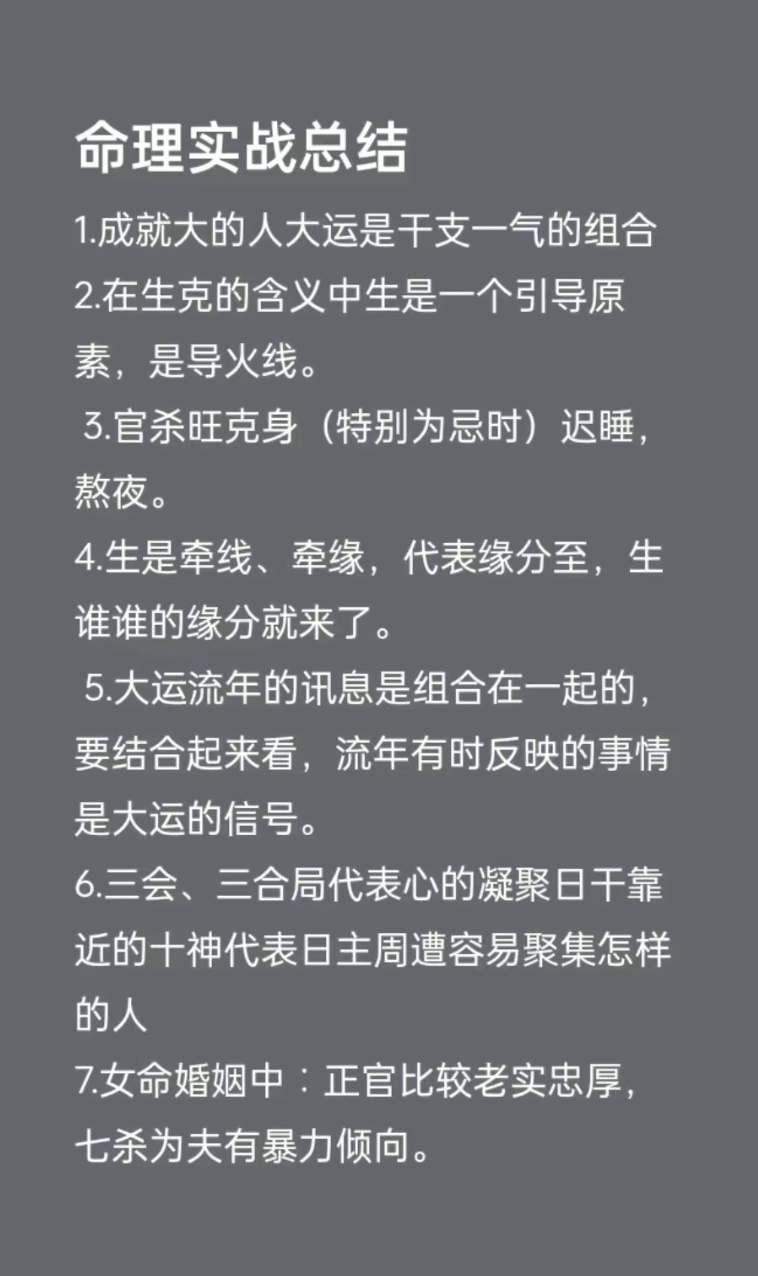 命理实战总结
1.成就大的人大运是干支一气的组合
2.在生克的含义中生是一个引导原
素，是导火线。
3.官杀旺克身（特别为忌时）迟睡，
熬夜。
4.生是牵线、牵缘，代表缘分至，生
谁谁的缘分就来了。
5.大运流年的讯息是组合在一起的，
要结合起来看，流年有时反映的事情
是大运的信号。
6.三会、三合局代表心的凝聚日干靠
近的十神代表日主周遭容易聚集怎样
的人
7.女命婚姻中：正官比较老实忠厚，
七杀为夫有暴力倾向。